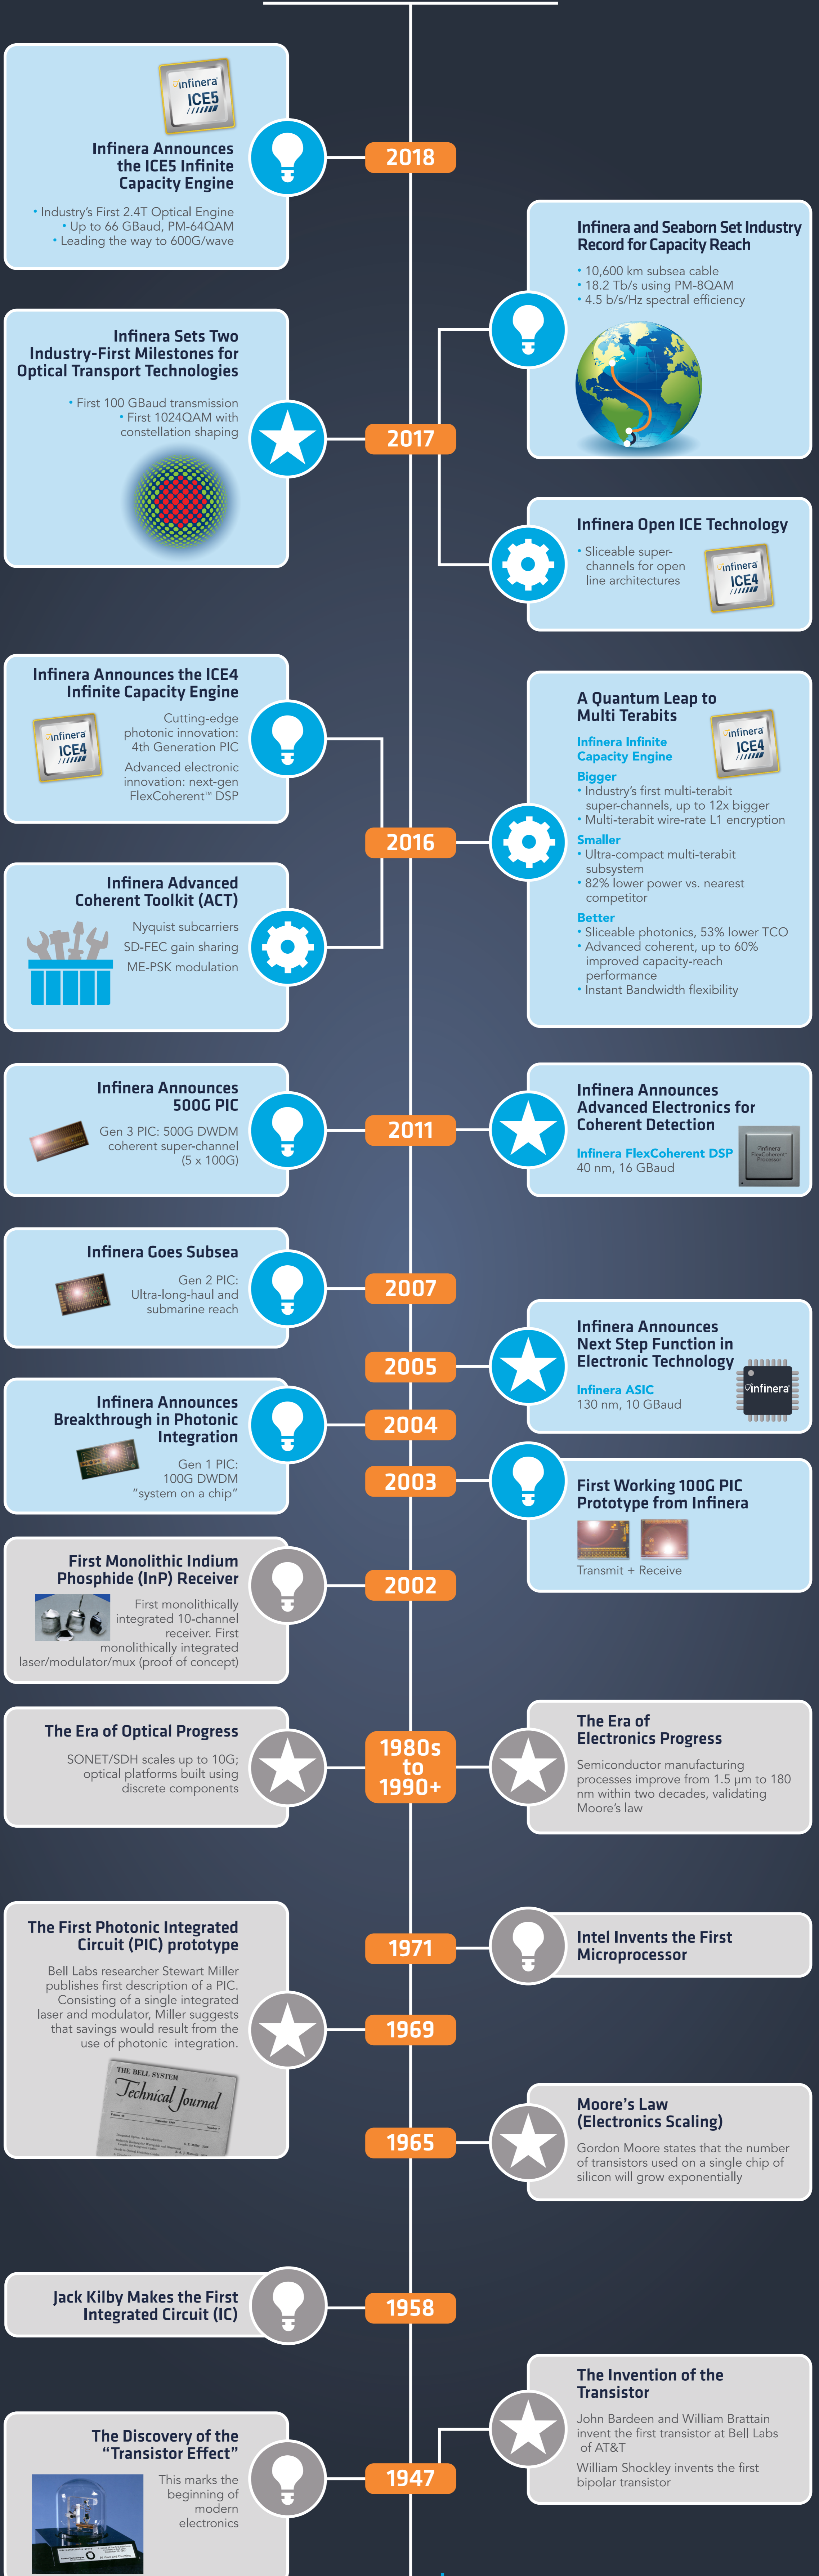 infinera
ICE5
Infinera Announces
the ICE5 Infinite
Capacity Engine
• Industry's First 2.4T Optical Engine
• Up to 66 GBaud, PM-64QAM
• Leading the way to 600G/wave
2018
Infinera and Seaborn Set Industry
Record for Capacity Reach
• 10,600 km subsea cable
• 18.2 Tb/s using PM-8QAM
• 4.5 b/s/Hz spectral efficiency
Infinera Sets Two
Industry-First Milestones for
Optical Transport Technologies
• First 100 GBaud transmission
• First 1024QAM with
constellation shaping
2017
Infinera Open ICE Technology
• Sliceable super-
channels for open
line architectures
infinera
ICE4
Infinera Announces the ICE4
Infinite Capacity Engine
infinera
ICE4
Cutting-edge
photonic innovation:
4th Generation PIC
Advanced electronic
innovation: next-gen
FlexCoherent™ DSP
A Quantum Leap to
Multi Terabits
infinera
ICE4
Infinera Infinite
Capacity Engine
Bigger
• Industry's first multi-terabit
super-channels, up to 12x bigger
• Multi-terabit wire-rate L1 encryption
Smaller
• Ultra-compact multi-terabit
subsystem
• 82% lower power vs. nearest
competitor
Better
• Sliceable photonics, 53% lower TCO
• Advanced coherent, up to 60%
improved capacity-reach
performance
• Instant Bandwidth flexibility
2016
Infinera Advanced
Coherent Toolkit (ACT)
Nyquist subcarriers
SD-FEC gain sharing
ME-PSK modulation
Infinera Announces
500G PIC
Gen 3 PIC: 500G DWDM
coherent super-channel
(5 x 100G)
2011
Infinera Announces
Advanced Electronics for
Coherent Detection
Infinera FlexCoherent DSP
40 nm, 16 GBaud
Infinera
FlexCoherent
Processor
Infinera Goes Subsea
Gen 2 PIC:
Ultra-long-haul and
submarine reach
2007
2005
Infinera Announces
Next Step Function in
Electronic Technology
Infinera ASIC
130 nm, 10 GBaud
infinera
Infinera Announces
Breakthrough in Photonic
Integration
Gen 1 PIC:
100G DWDM
"system on a chip"
2004
2003
First Working 100G PIC
Prototype from Infinera
Transmit + Receive
First Monolithic Indium
Phosphide (InP) Receiver
First monolithically
integrated 10-channel
receiver. First
monolithically integrated
laser/modulator/mux (proof of concept)
2002
The Era of Optical Progress
SONET/SDH scales up to 10G;
optical platforms built using
discrete components
1980s
to
1990+
The Era of
Electronics Progress
Semiconductor manufacturing
processes improve from 1.5 µm to 180
nm within two decades, validating
Moore's law
The First Photonic Integrated
Circuit (PIC) prototype
Bell Labs researcher Stewart Miller
publishes first description of a PIC.
Consisting of a single integrated
laser and modulator, Miller suggests
that savings would result from the
use of photonic integration.
THE BELL SYSTEM
Technical Journal
1971
Intel Invents the First
Microprocessor
1969
1965
Moore's Law
(Electronics Scaling)
Gordon Moore states that the number
of transistors used on a single chip of
silicon will grow exponentially
Jack Kilby Makes the First
Integrated Circuit (IC)
1958
The Invention of the
Transistor
John Bardeen and William Brattain
invent the first transistor at Bell Labs
of AT&T
William Shockley invents the first
bipolar transistor
The Discovery of the
"Transistor Effect"
This marks the
beginning of
modern
electronics
1947